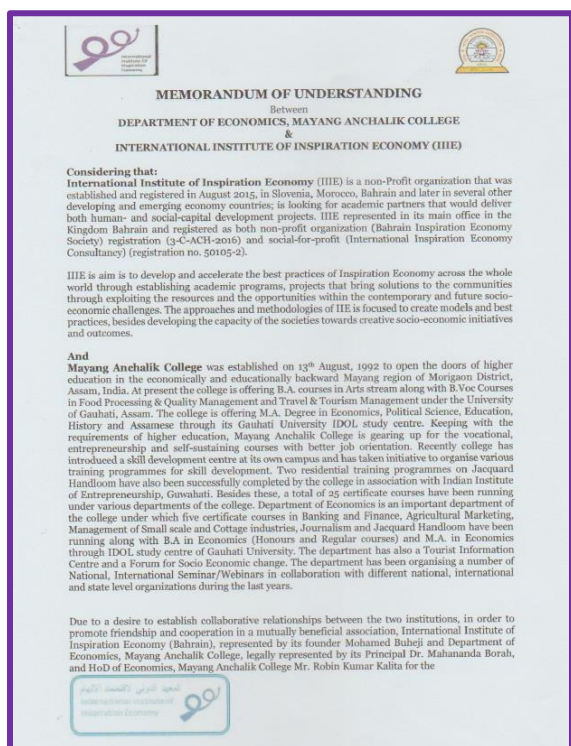 International
Institute Of
Inspiration
Economy
MEMORANDUM OF UNDERSTANDING
Between
DEPARTMENT OF ECONOMICS, MAYANG ANCHALIK COLLEGE
&
INTERNATIONAL INSTITUTE OF INSPIRATION ECONOMY (IIIE)
Considering that:
International Institute of Inspiration Economy (IIIE) is a non-Profit organization that was
established and registered in August 2015, in Slovenia, Morocco, Bahrain and later in several other
developing and emerging economy countries; is looking for academic partners that would deliver
both human- and social-capital development projects. IIIE represented in its main office in the
Kingdom Bahrain and registered as both non-profit organization (Bahrain Inspiration Economy
Society) registration (3-C-ACH-2016) and social-for-profit (International Inspiration Economy
Consultancy) (registration no. 50105-2).
IIIE is aim is to develop and accelerate the best practices of Inspiration Economy across the whole
world through establishing academic programs, projects that bring solutions to the communities
through exploiting the resources and the opportunities within the contemporary and future socio-
economic challenges. The approaches and methodologies of IIE is focused to create models and best
practices, besides developing the capacity of the societies towards creative socio-economic initiatives
and outcomes.
And
Mayang Anchalik College was established on 13th August, 1992 to open the doors of higher
education in the economically and educationally backward Mayang region of Morigaon District,
Assam, India. At present the college is offering B.A. courses in Arts stream along with B.Voc Courses
in Food Processing & Quality Management and Travel & Tourism Management under the University
of Gauhati, Assam. The college is offering M.A. Degree in Economics, Political Science, Education,
History and Assamese through its Gauhati University IDOL study centre. Keeping with the
requirements of higher education, Mayang Anchalik College is gearing up for the vocational,
entrepreneurship and self-sustaining courses with better job orientation. Recently college has
introduced a skill development centre at its own campus and has taken initiative to organise various
training programmes for skill development. Two residential training programmes on Jacquard
Handloom have also been successfully completed by the college in association with Indian Institute
of Entrepreneurship, Guwahati. Besides these, a total of 25 certificate courses have been running
under various departments of the college. Department of Economics is an important department of
the college under which five certificate courses in Banking and Finance, Agricultural Marketing,
Management of Small scale and Cottage industries, Journalism and Jacquard Handloom have been
running along with B.A in Economics (Honours and Regular courses) and M.A. in Economics
through IDOL study centre of Gauhati University. The department has also a Tourist Information
Centre and a Forum for Socio Economic change. The department has been organising a number of
National, International Seminar/Webinars in collaboration with different national, international
and state level organizations during the last years.
Due to a desire to establish collaborative relationships between the two institutions, in order to
promote friendship and cooperation in a mutually beneficial association, International Institute of
Inspiration Economy (Bahrain), represented by its founder Mohamed Buheji and Department of
Economics, Mayang Anchalik College, legally represented by its Principal Dr. Mahananda Borah,
and HoD of Economics, Mayang Anchalik College Mr. Robin Kumar Kalita for the
International Institute of
Inspiration Economy